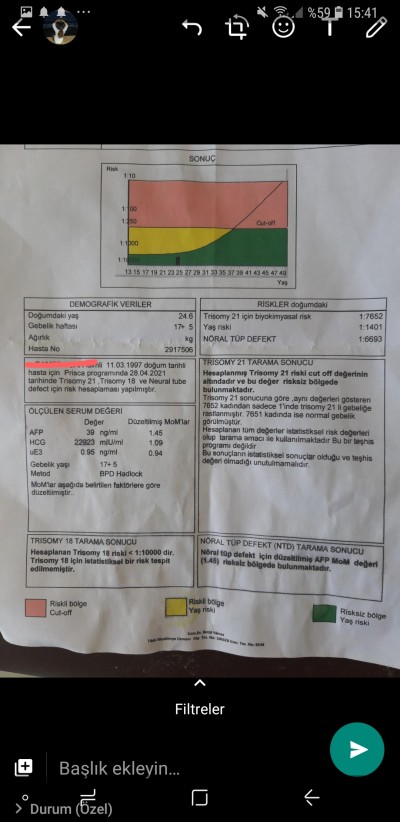 %59 15:41
T
SONUÇ
Risk
1:10
1:100
1:250
Cut-off
1:1000
13 15 17 19 21 23 25 27 29 31 33 35 37 39 41 43 45 47 49
Yaş
DEMOGRAFİK VERİLER
Doğumdaki yaş 24.6
Gebelik haftası 17+ 5
Ağırlık kg
Hasta No 2917506
RİSKLER doğumdaki
Trisomy 21 için biyokimyasal risk 1:7652
Yaş riski 1:1401
NÖRAL TÜP DEFEKT 1:6693
11.03.1997 doğum tarihli
hasta için Prisca programında 28.04.2021
tarihinde Trisomy 21 ,Trisomy 18 ve Neural tube
defect için risk hesaplaması yapılmıştır.
ÖLÇÜLEN SERUM DEĞERİ
Değer Düzeltilmiş MoM'lar
AFP 39 ng/ml 1.45
HCG 22923 mIU/ml 1.09
uE3 0.95 ng/ml 0.94
Gebelik yaşı 17+ 5
Metod BPD Hadlock
MoM'lar aşağıda belirtilen faktörlere göre
düzeltilmiştir.
TRISOMY 21 TARAMA SONUCU
Hesaplanmış Trisomy 21 riski cut off değerinin
altındadır ve bu değer risksiz bölgede
bulunmaktadır.
Trisomy 21 sonucuna göre ,aynı değerleri gösteren
7652 kadından sadece 1'inde trisomy 21 li gebeliğe
rastlanmıştır. 7651 kadında ise normal gebelik
görülmüştür.
Hesaplanan tüm değerler istatistiksel risk değerleri
olup tarama amacı ile kullanılmaktadır Bu bir teşhis
programı değildir
Bu sonuçların istatistiksel sonuçlar olduğu ve teşhis
değeri olmadığı unutulmamalıdır.
TRISOMY 18 TARAMA SONUCU
Hesaplanan Trisomy 18 riski < 1:10000 dir.
Trisomy 18 için istatistiksel bir risk tespit
edilmemiştir.
NÖRAL TÜP DEFEKT (NTD) TARAMA SONUCU
Nöral tüp defekt için düzeltilmiş AFP MoM değeri
(1.45) risksiz bölgede bulunmaktadır.
Riskli bölge
Cut-off
Riskli bölge
Yaş riski
Risksiz bölge
Yaş riski
Filtreler
Başlık ekleyin...
Durum (Özel)